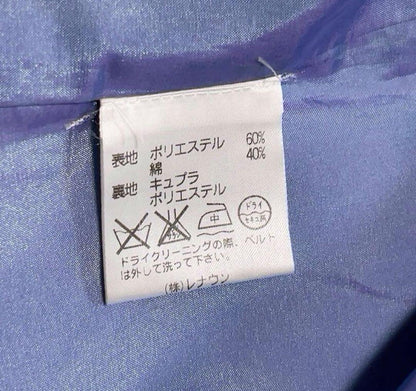 表地 ポリエステル 60%
綿 40%
裏地 キュプラ
ポリエステル
中 ドライ セキユ系
ドライクリーニングの際、ベルト
は外して洗って下さい。
(株)レナウン